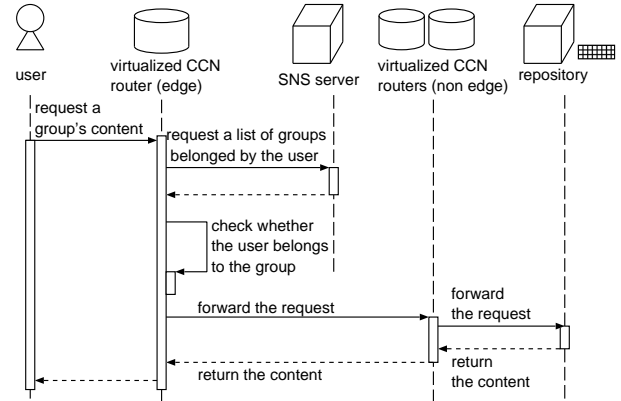 user
virtualized CCN
router (edge)
SNS server
virtualized CCN
routers (non edge)
repository
request a
group's content
request a list of groups
belonged by the user
check whether
the user belongs
to the group
forward the request
forward
the request
return the content
return
the content